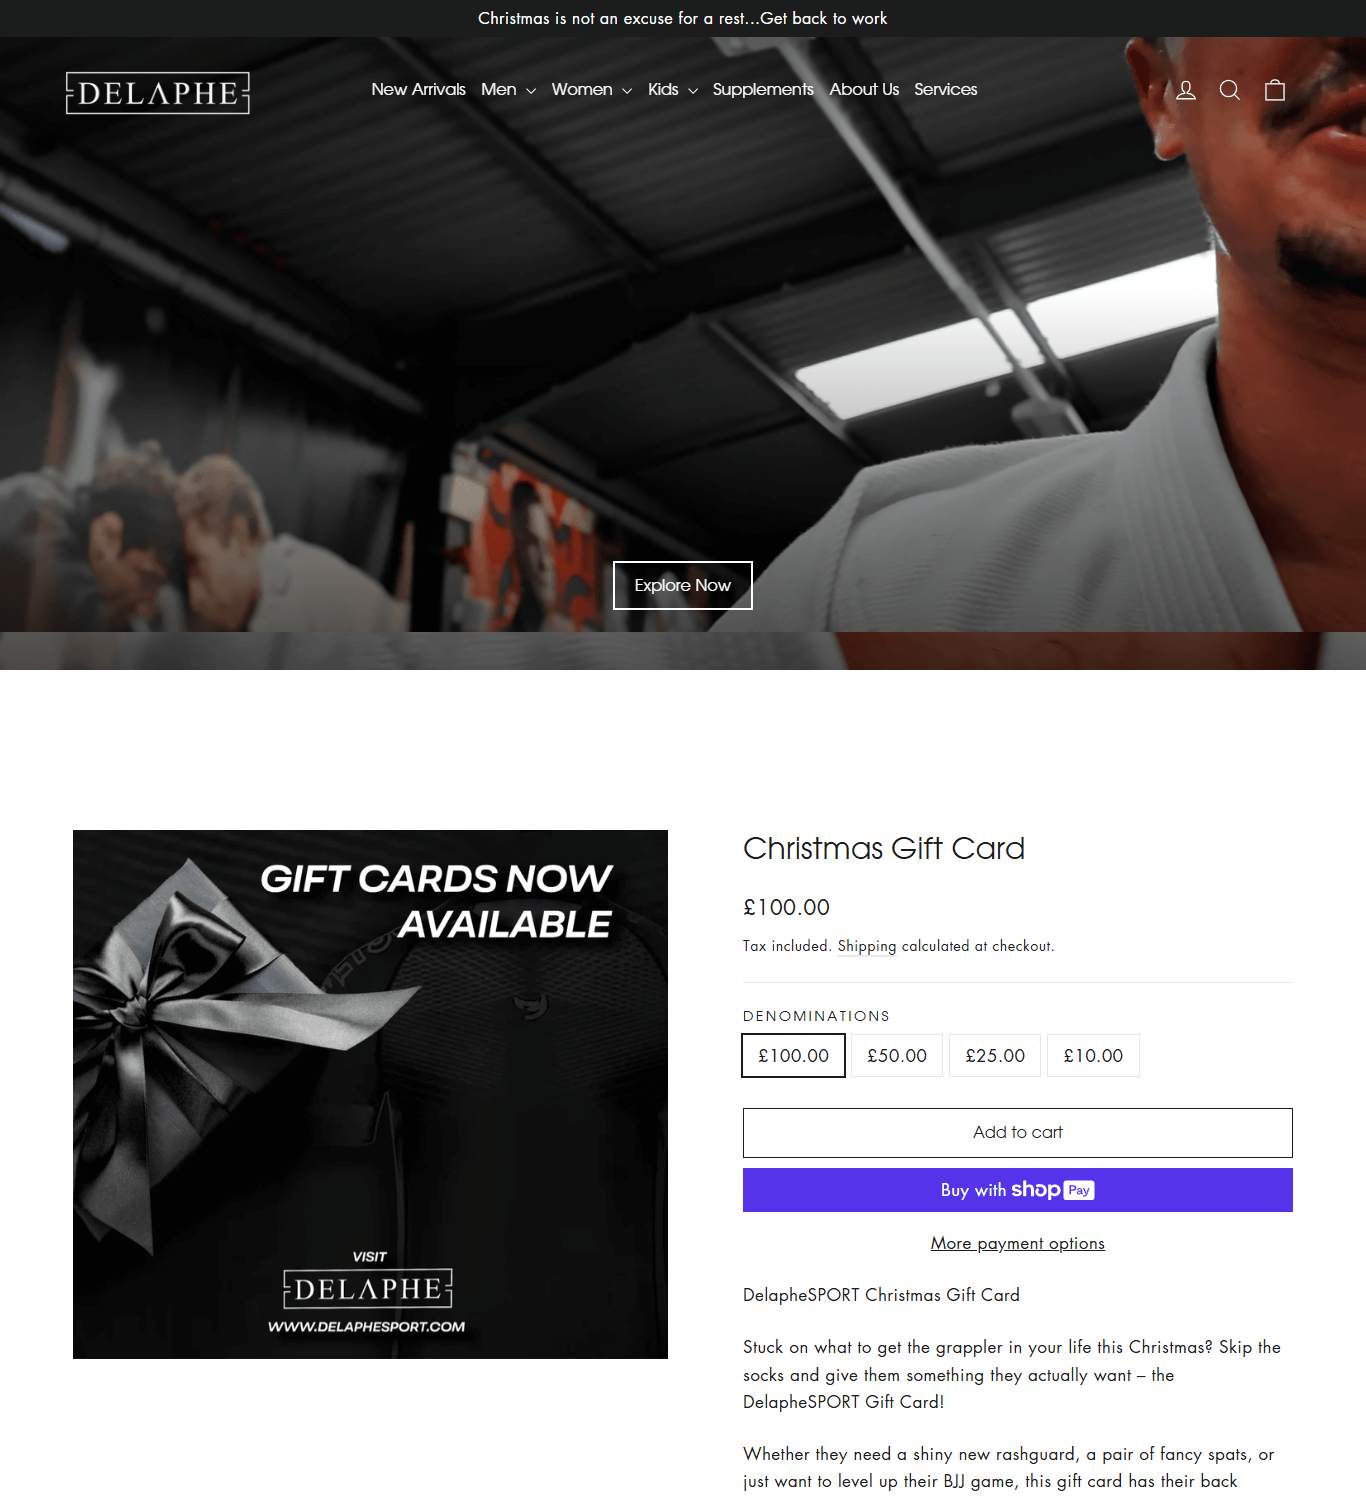 Christmas is not an excuse for a rest...Get back to work
DELAPHE
New Arrivals Men Women Kids Supplements About Us Services
Explore Now
GIFT CARDS NOW
AVAILABLE
VISIT
DELAPHE
WWW.DELAPHESPORT.COM
Christmas Gift Card
£100.00
Tax included. Shipping calculated at checkout.
DENOMINATIONS
£100.00 £50.00 £25.00 £10.00
Add to cart
Buy with shop Pay
More payment options
DelapheSPORT Christmas Gift Card
Stuck on what to get the grappler in your life this Christmas? Skip the
socks and give them something they actually want – the
DelapheSPORT Gift Card!
Whether they need a shiny new rashguard, a pair of fancy spats, or
just want to level up their BJJ game, this gift card has their back